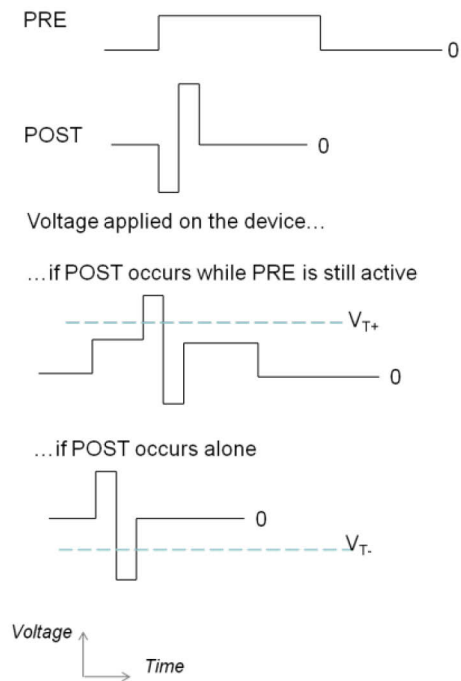 PRE
0
POST
0
Voltage applied on the device...
...if POST occurs while PRE is still active
V_T+
0
...if POST occurs alone
0
V_T-
Voltage
Time